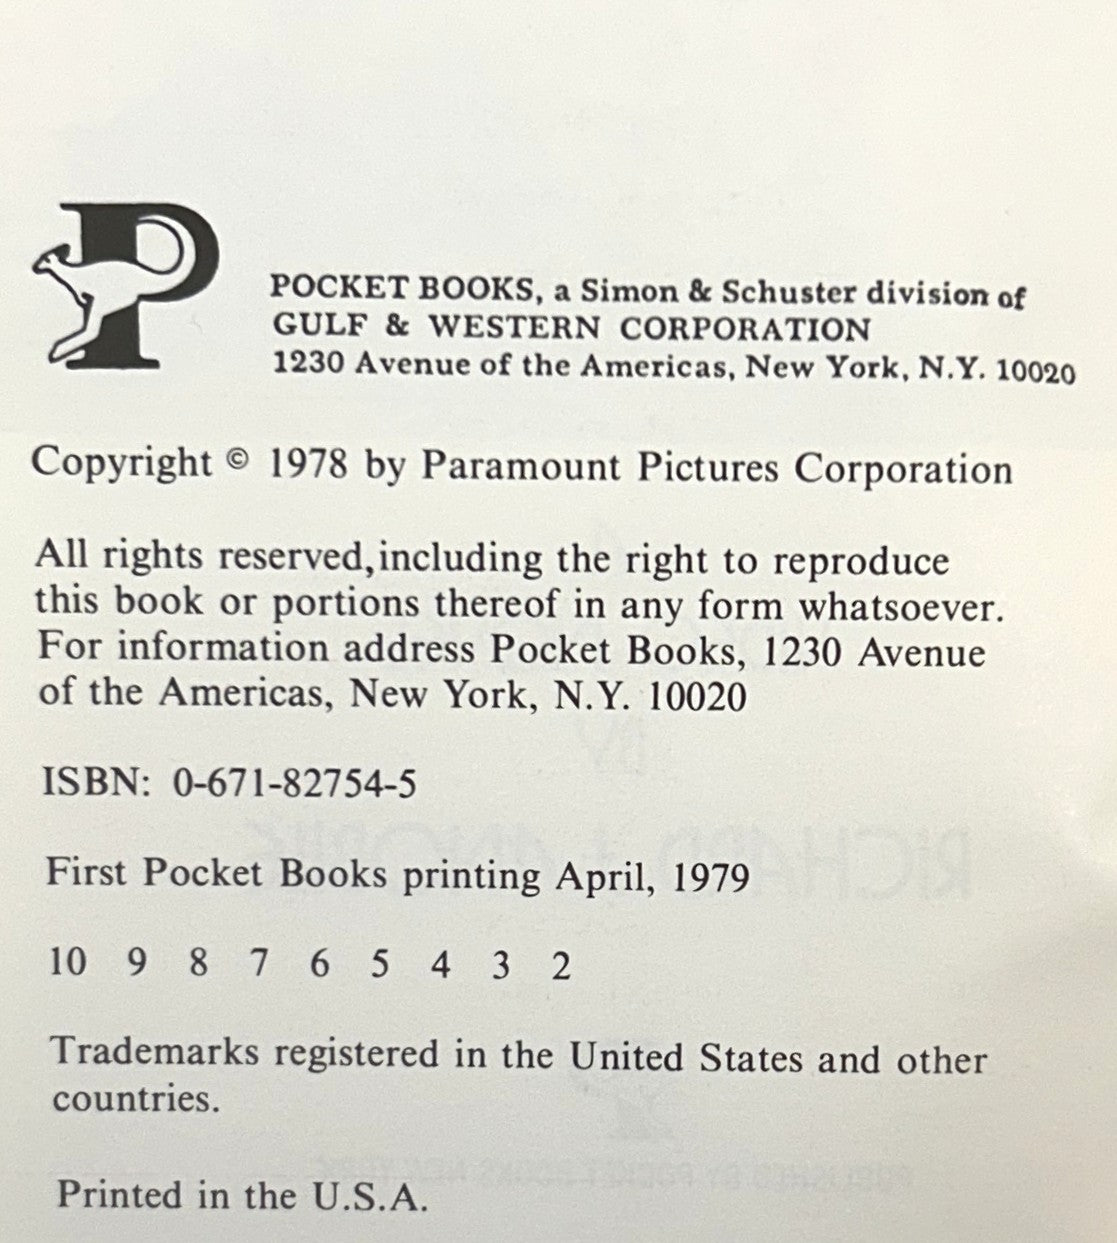 P
POCKET BOOKS, a Simon & Schuster division of
GULF & WESTERN CORPORATION
1230 Avenue of the Americas, New York, N.Y. 10020
Copyright © 1978 by Paramount Pictures Corporation
All rights reserved, including the right to reproduce
this book or portions thereof in any form whatsoever.
For information address Pocket Books, 1230 Avenue
of the Americas, New York, N.Y. 10020
ISBN: 0-671-82754-5
First Pocket Books printing April, 1979
10 9 8 7 6 5 4 3 2
Trademarks registered in the United States and other
countries.
Printed in the U.S.A.